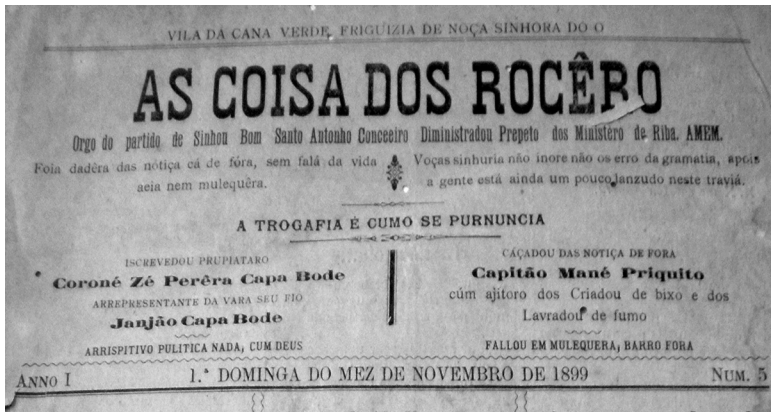 VILA DA CANA VERDE, FRIGUIZIA DE NOÇA SINHORA DO O
AS COISA DOS ROCÊRO
Orgo do partido de Sinhou Bom Santo Antonho Conceeiro Diministradou Prepeto dos Ministéro de Riba. AMEM.
Foia dadêra das nótiça cá de fóra, sem falá da vida
aeia nem mulequêra.
Voças sinhuria não inore não os erro da gramatia, apois
a gente está ainda um pouco Janzudo neste traviá.
A TROGAFIA É CUMO SE PURNUNCIA
ISCREVEDOU PRUPIATARO
Coroné Zé Perêra Capa Bode
ARREPRESENTANTE DA VARA SEU FIO
Janjão Capa Bode
ARRISPITIVO PULITICA NADA, CUM DEUS
CAÇADOU DAS NOTIÇA DE FORA
Capitão Mané Priquito
cúm ajitoro dos Criadou de bixo e dos
Lavradou de fumo
FALLOU EM MULEQUERA, BARRO FORA
ANNO I 1.ª DOMINGA DO MEZ DE NOVEMBRO DE 1899 NUM. 5